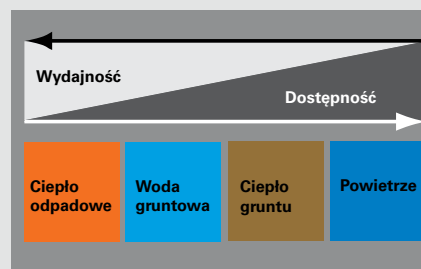 Wydajność
Dostępność
Ciepło
odpadowe
Woda
gruntowa
Ciepło
gruntu
Powietrze